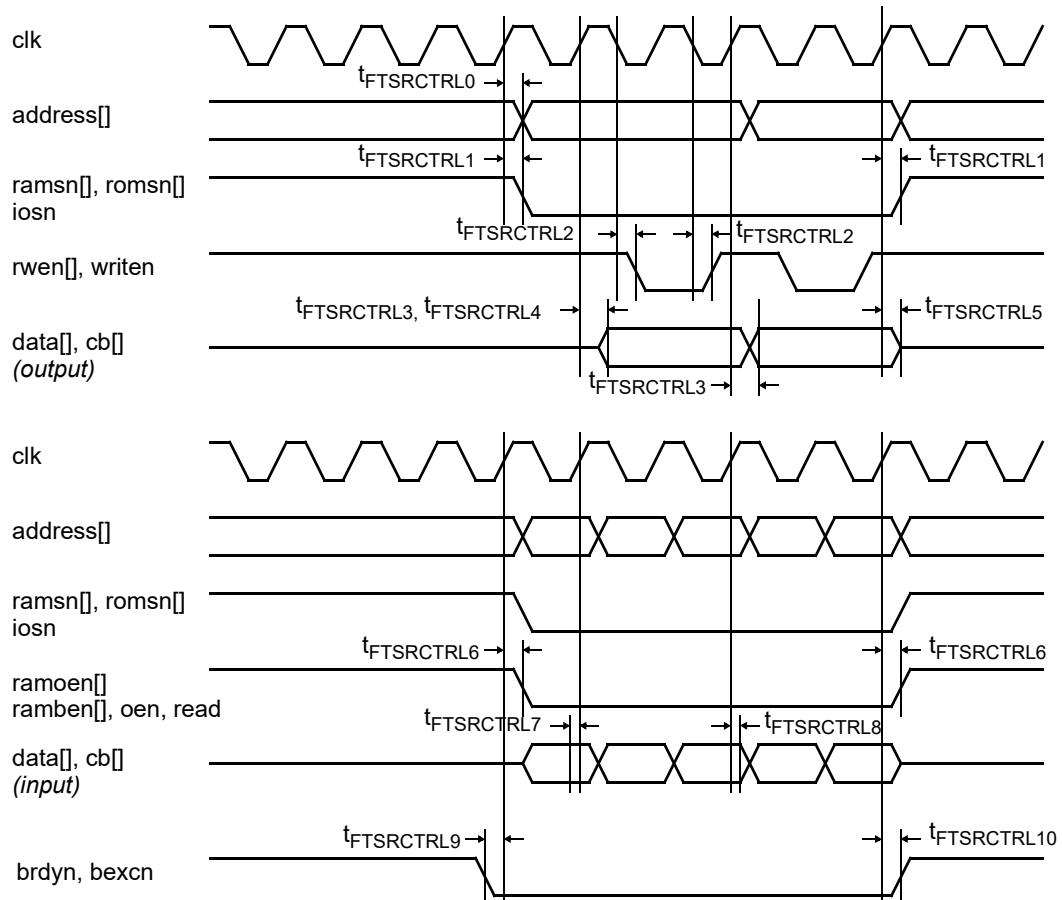 clk
tFTSRCTRL0
address[]
tFTSRCTRL1 tFTSRCTRL1
ramsn[], romsn[]
iosn
tFTSRCTRL2 tFTSRCTRL2
rwen[], writen
tFTSRCTRL3, tFTSRCTRL4 tFTSRCTRL5
data[], cb[]
(output)
tFTSRCTRL3
clk
address[]
ramsn[], romsn[]
iosn
tFTSRCTRL6 tFTSRCTRL6
ramoen[]
ramben[], oen, read
tFTSRCTRL7 tFTSRCTRL8
data[], cb[]
(input)
tFTSRCTRL9 tFTSRCTRL10
brdyn, bexcn